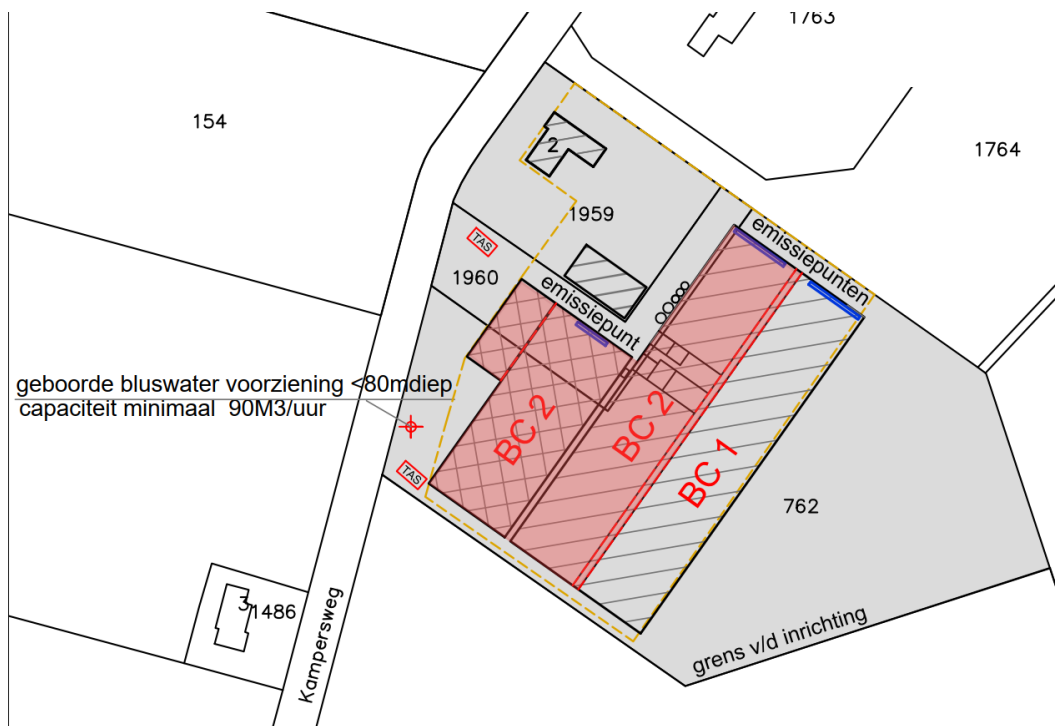 1763
154
1764
2
1959
emissiepunten
TAS
1960
emissiepunt
geboorde bluswater voorziening <80mdiep
capaciteit minimaal 90M3/uur
BC 2
BC 2
BC 1
TAS
762
3
1486
grens v/d inrichting
Kampersweg